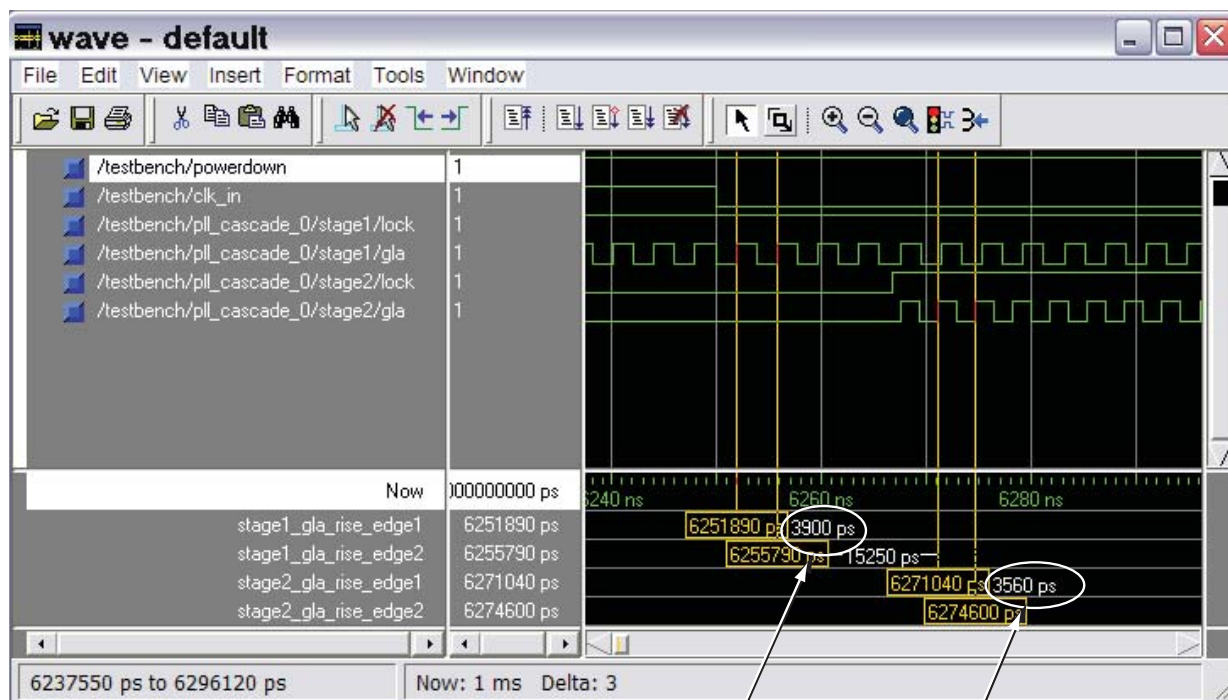 wave - default
File Edit View Insert Format Tools Window
/testbench/powerdown 1
/testbench/clk_in 1
/testbench/pll_cascade_0/stage1/lock 1
/testbench/pll_cascade_0/stage1/gla 1
/testbench/pll_cascade_0/stage2/lock 1
/testbench/pll_cascade_0/stage2/gla 1
Now 000000000 ps 6240 ns 6260 ns 6280 ns
stage1_gla_rise_edge1 6251890 ps 6251890 ps 3900 ps
stage1_gla_rise_edge2 6255790 ps 6255790 ps 15250 ps
stage2_gla_rise_edge1 6271040 ps 6271040 ps 3560 ps
stage2_gla_rise_edge2 6274600 ps 6274600 ps
6237550 ps to 6296120 ps Now: 1 ms Delta: 3